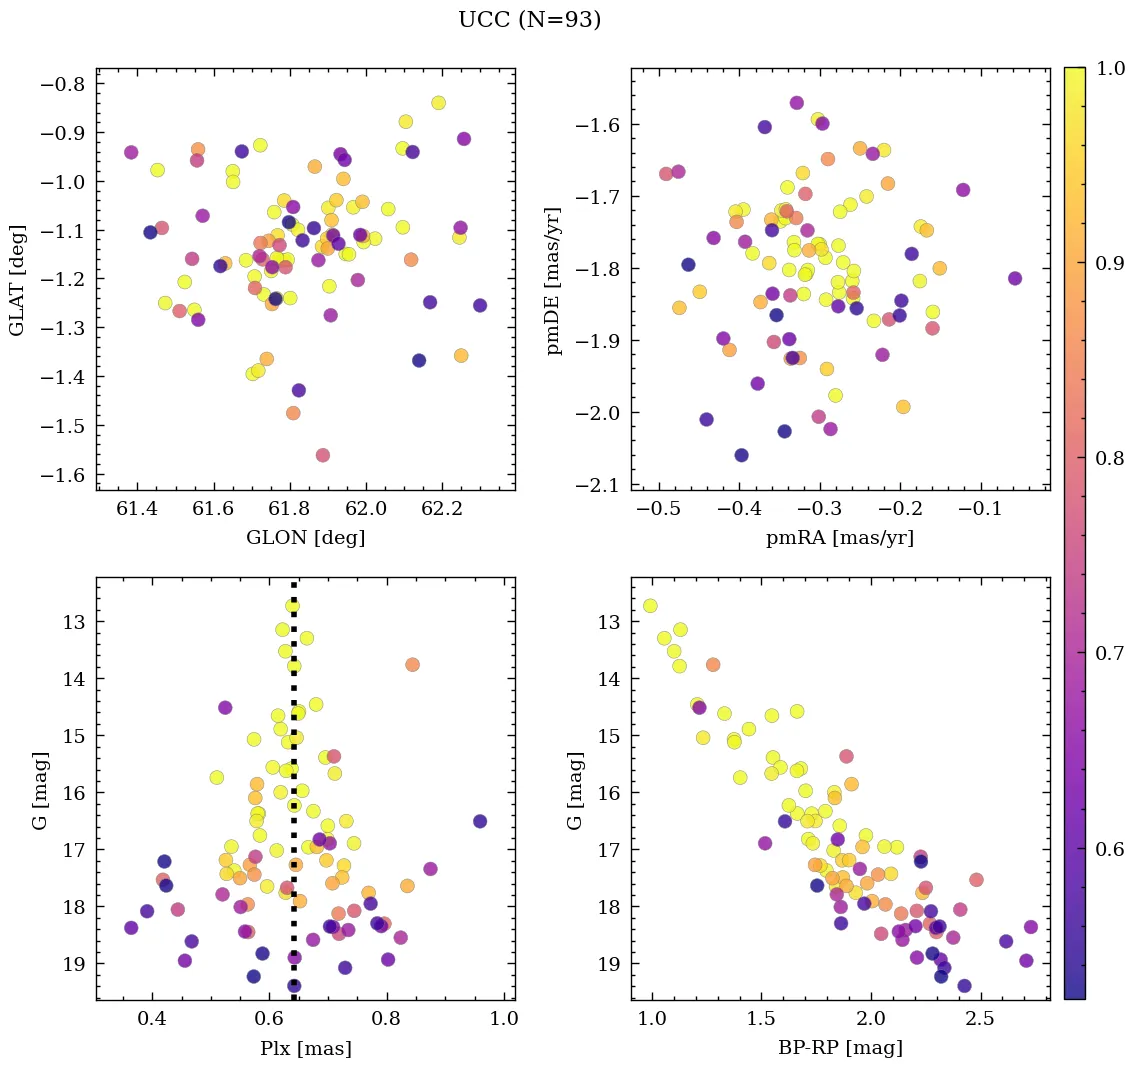 UCC (N=93)
−0.8
−0.9
−1.0
−1.1
−1.2
−1.3
−1.4
−1.5
−1.6
GLAT [deg]
61.4 61.6 61.8 62.0 62.2
GLON [deg]
−1.6
−1.7
−1.8
−1.9
−2.0
−2.1
pmDE [mas/yr]
−0.5 −0.4 −0.3 −0.2 −0.1
pmRA [mas/yr]
13
14
15
16
17
18
19
G [mag]
0.4 0.6 0.8 1.0
Plx [mas]
13
14
15
16
17
18
19
G [mag]
1.0 1.5 2.0 2.5
BP-RP [mag]
1.0
0.9
0.8
0.7
0.6